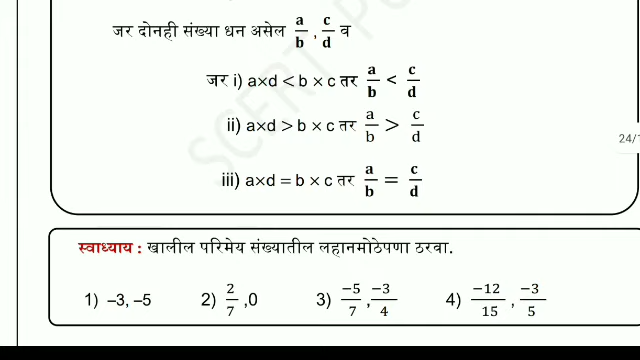 जर दोनही संख्या धन असेल a/b , c/d व
जर i) a×d < b × c तर a/b < c/d
ii) a×d > b × c तर a/b > c/d
iii) a×d = b × c तर a/b = c/d
स्वाध्याय : खालील परिमेय संख्यातील लहानमोठेपणा ठरवा.
1) –3, –5 2) 2/7 ,0 3) −5/7 , −3/4 4) −12/15 , −3/5